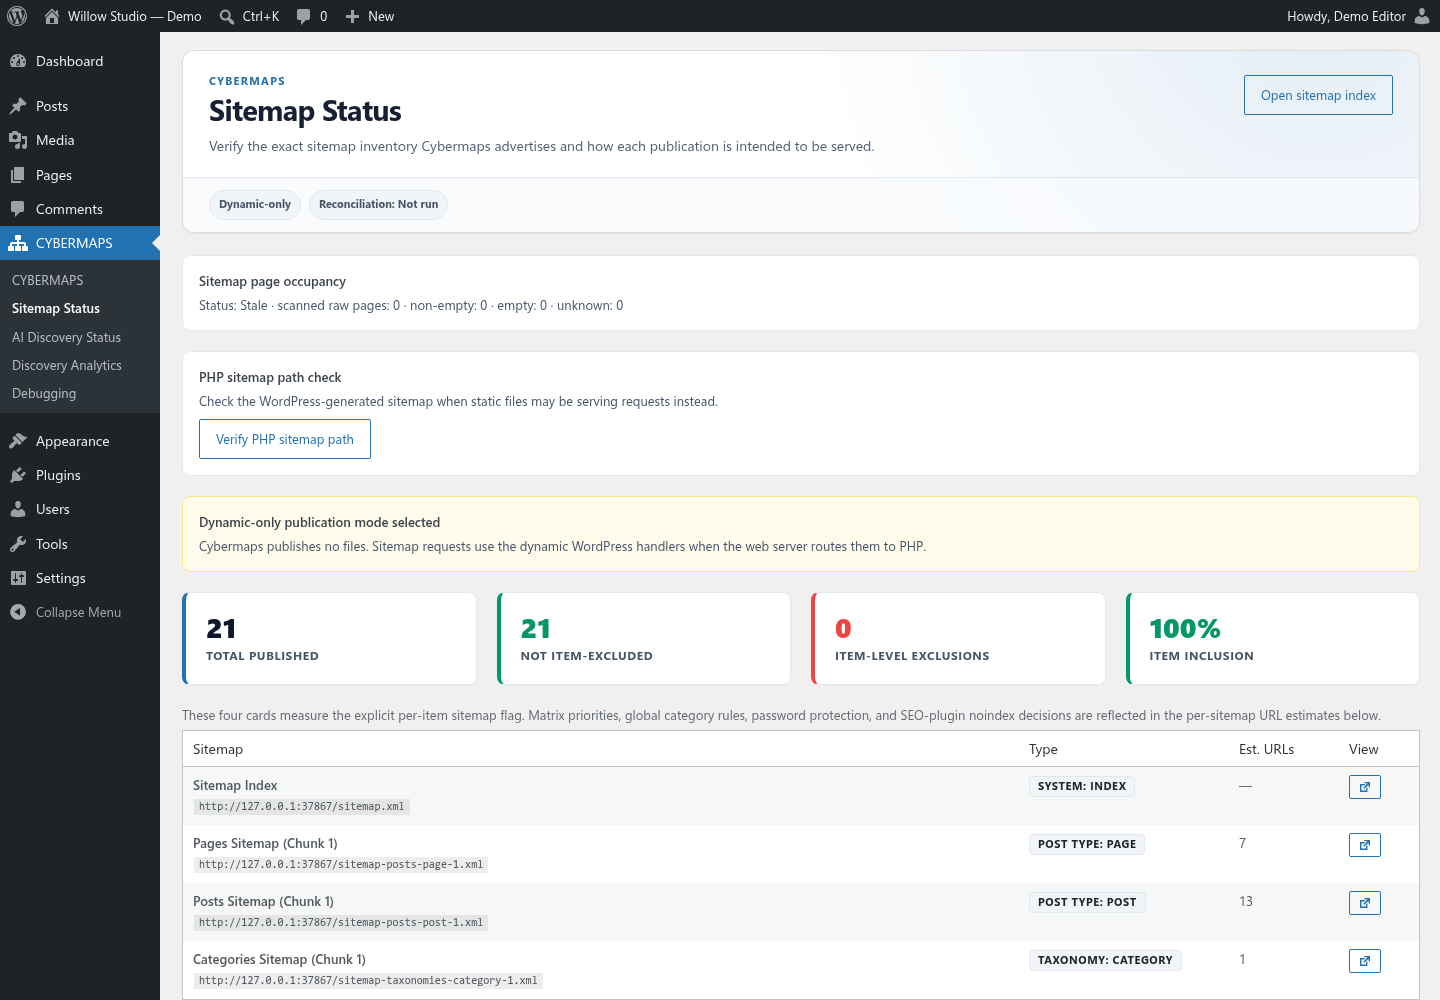 Willow Studio — Demo
Ctrl+K
0
New
Howdy, Demo Editor
Dashboard
Posts
Media
Pages
Comments
CYBERMAPS
CYBERMAPS
Sitemap Status
AI Discovery Status
Discovery Analytics
Debugging
Appearance
Plugins
Users
Tools
Settings
Collapse Menu
CYBERMAPS
Sitemap Status
Verify the exact sitemap inventory Cybermaps advertises and how each publication is intended to be served.
Open sitemap index
Dynamic-only
Reconciliation: Not run
Sitemap page occupancy
Status: Stale · scanned raw pages: 0 · non-empty: 0 · empty: 0 · unknown: 0
PHP sitemap path check
Check the WordPress-generated sitemap when static files may be serving requests instead.
Verify PHP sitemap path
Dynamic-only publication mode selected
Cybermaps publishes no files. Sitemap requests use the dynamic WordPress handlers when the web server routes them to PHP.
21
TOTAL PUBLISHED
21
NOT ITEM-EXCLUDED
0
ITEM-LEVEL EXCLUSIONS
100%
ITEM INCLUSION
These four cards measure the explicit per-item sitemap flag. Matrix priorities, global category rules, password protection, and SEO-plugin noindex decisions are reflected in the per-sitemap URL estimates below.
Sitemap Type Est. URLs View
Sitemap Index SYSTEM: INDEX —
http://127.0.0.1:37867/sitemap.xml
Pages Sitemap (Chunk 1) POST TYPE: PAGE 7
http://127.0.0.1:37867/sitemap-posts-page-1.xml
Posts Sitemap (Chunk 1) POST TYPE: POST 13
http://127.0.0.1:37867/sitemap-posts-post-1.xml
Categories Sitemap (Chunk 1) TAXONOMY: CATEGORY 1
http://127.0.0.1:37867/sitemap-taxonomies-category-1.xml